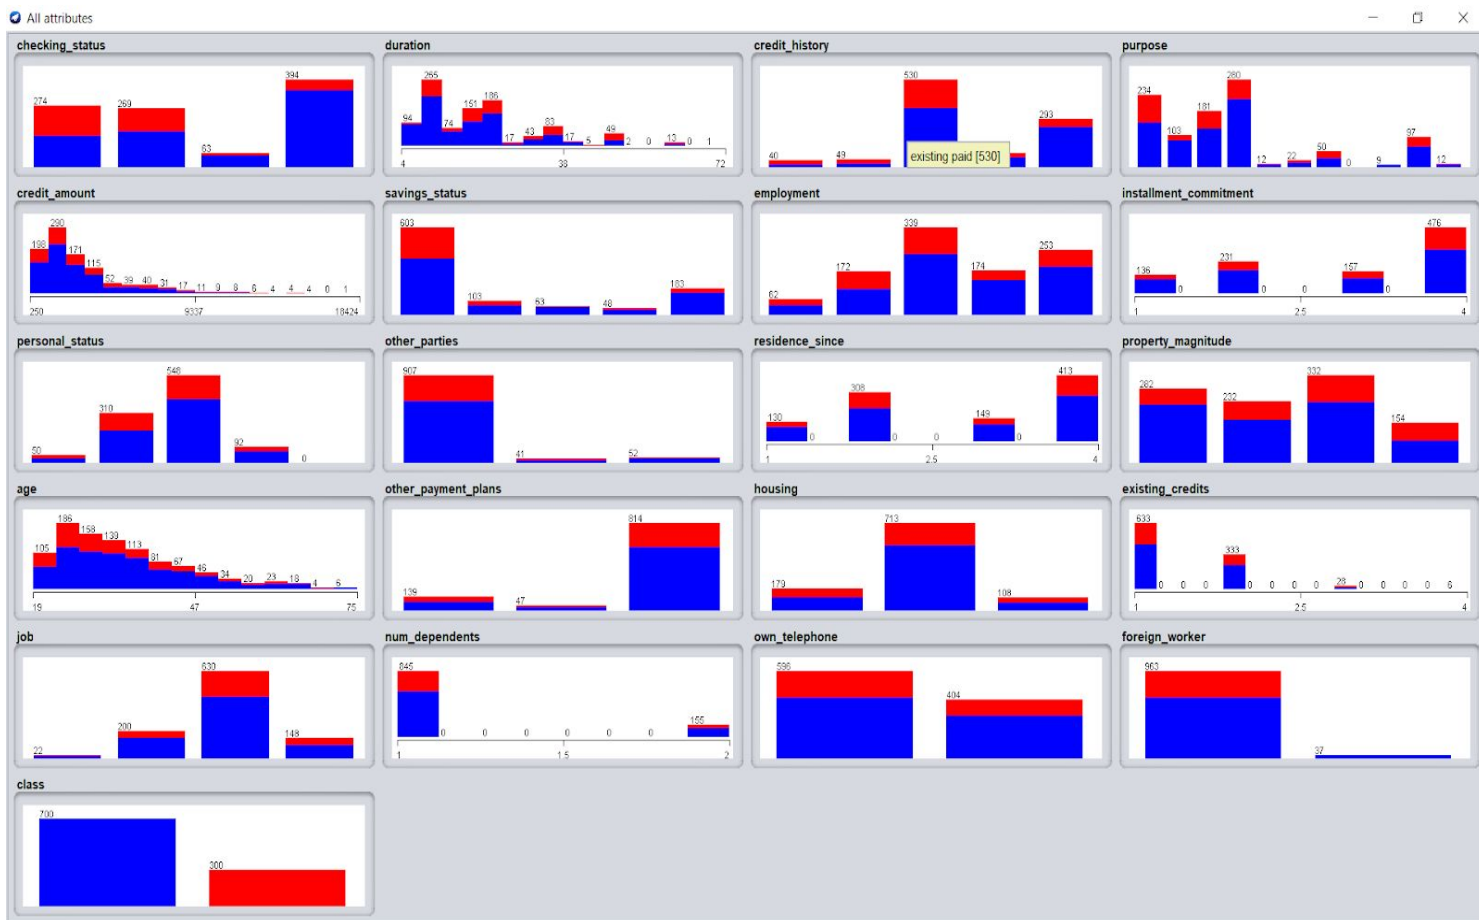 All attributes
checking_status
274 269 63 394
duration
94 265 74 151 186 17 43 83 17 5 49 2 0 13 0 1
4 38 72
credit_history
40 49 530 293
existing paid [530]
purpose
234 103 181 280 12 22 50 0 9 97 12
credit_amount
198 290 171 115 52 39 40 31 17 11 9 8 6 4 4 4 0 1
250 9337 18424
savings_status
603 103 63 48 183
employment
62 172 339 174 253
installment_commitment
136 0 231 0 0 157 0 476
1 2.5 4
personal_status
50 310 548 92 0
other_parties
907 41 52
residence_since
130 0 308 0 0 149 0 413
1 2.5 4
property_magnitude
282 232 332 154
age
105 186 158 139 113 81 67 46 34 20 23 18 4 6
19 47 75
other_payment_plans
139 47 814
housing
179 713 108
existing_credits
633 0 0 0 333 0 0 0 0 28 0 0 0 0 6
1 2.5 4
job
22 200 630 148
num_dependents
845 0 0 0 0 0 0 155
1 1.5 2
own_telephone
596 404
foreign_worker
963 37
class
700 300